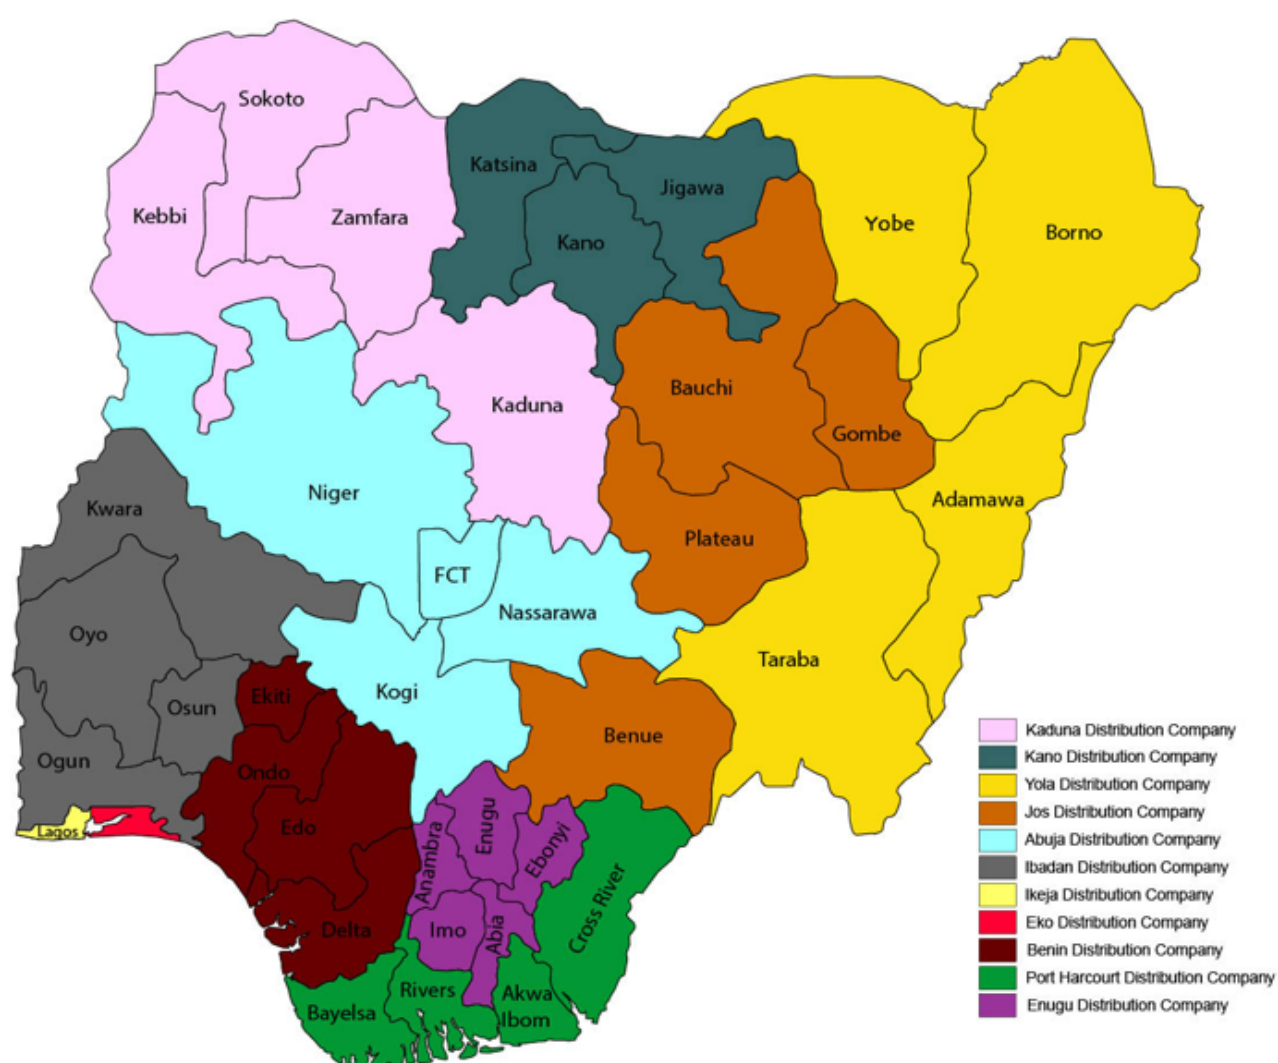 Sokoto
Katsina
Jigawa
Kebbi
Zamfara
Kano
Yobe
Borno
Kaduna
Bauchi
Gombe
Niger
Adamawa
Kwara
Plateau
FCT
Nassarawa
Oyo
Taraba
Kogi
Ekiti
Osun
Benue
Ogun
Ondo
Lagos
Edo
Enugu
Ebonyi
Anambra
Cross River
Delta
Imo
Abia
Rivers
Akwa
Ibom
Bayelsa
Kaduna Distribution Company
Kano Distribution Company
Yola Distribution Company
Jos Distribution Company
Abuja Distribution Company
Ibadan Distribution Company
Ikeja Distribution Company
Eko Distribution Company
Benin Distribution Company
Port Harcourt Distribution Company
Enugu Distribution Company